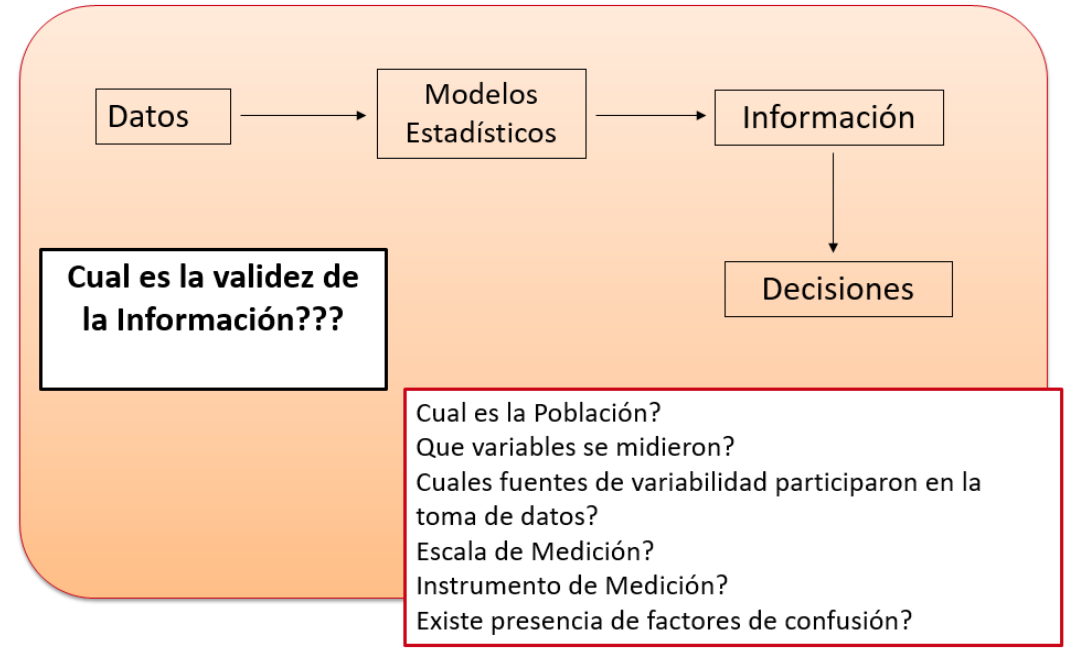 Datos
Modelos
Estadísticos
Información
Decisiones
Cual es la validez de
la Información???
Cual es la Población?
Que variables se midieron?
Cuales fuentes de variabilidad participaron en la
toma de datos?
Escala de Medición?
Instrumento de Medición?
Existe presencia de factores de confusión?